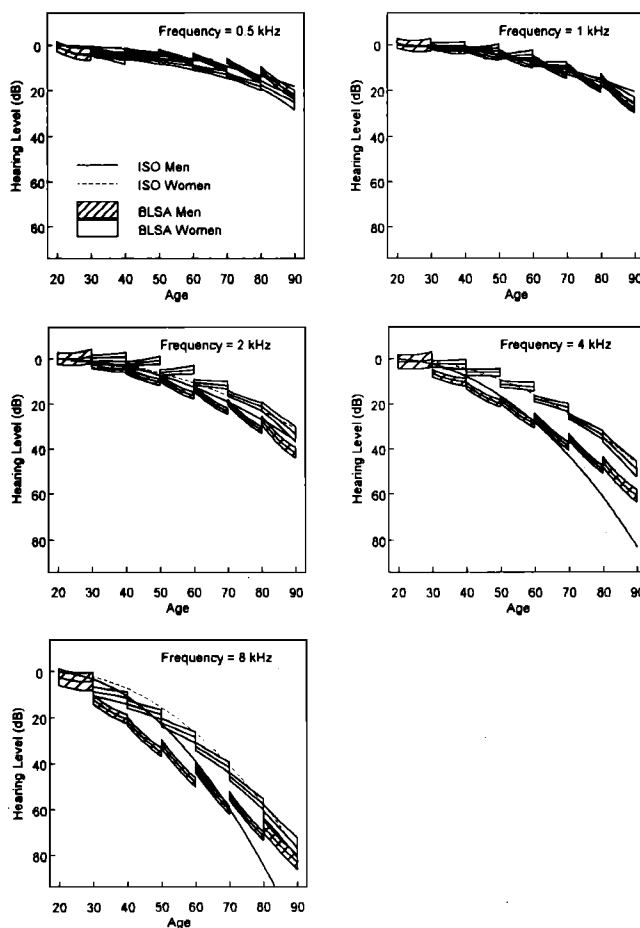 Frequency = 0.5 kHz
Hearing Level (dB)
0
20
40
60
80
ISO Men
ISO Women
BLSA Men
BLSA Women
20 30 40 50 60 70 80 90
Age
Frequency = 1 kHz
Hearing Level (dB)
0
20
40
60
80
20 30 40 50 60 70 80 90
Age
Frequency = 2 kHz
Hearing Level (dB)
0
20
40
60
80
20 30 40 50 60 70 80 90
Age
Frequency = 4 kHz
Hearing Level (dB)
0
20
40
60
80
20 30 40 50 60 70 80 90
Age
Frequency = 8 kHz
Hearing Level (dB)
0
20
40
60
80
20 30 40 50 60 70 80 90
Age